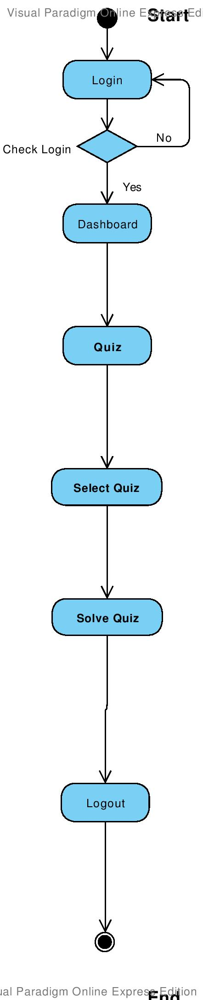 Visual Paradigm Online Express Edi
Start
Login
No
Check Login
Yes
Dashboard
Quiz
Select Quiz
Solve Quiz
Logout
ual Paradigm Online Express Edition
End